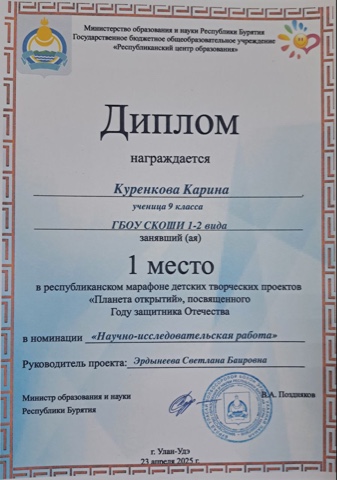 Министерство образования и науки Республики Бурятия
Государственное бюджетное общеобразовательное учреждение
«Республиканский центр образования»
Диплом
награждается
Куренкова Карина
ученица 9 класса
ГБОУ СКОШИ 1-2 вида
занявший (ая)
1 место
в республиканском марафоне детских творческих проектов
«Планета открытий», посвященного
Году защитника Отечества
в номинации «Научно-исследовательская работа»
Руководитель проекта: Эрдынеева Светлана Баировна
Министр образования и науки
Республики Бурятия
В.А. Поздняков
г. Улан-Удэ
23 апреля 2025 г.